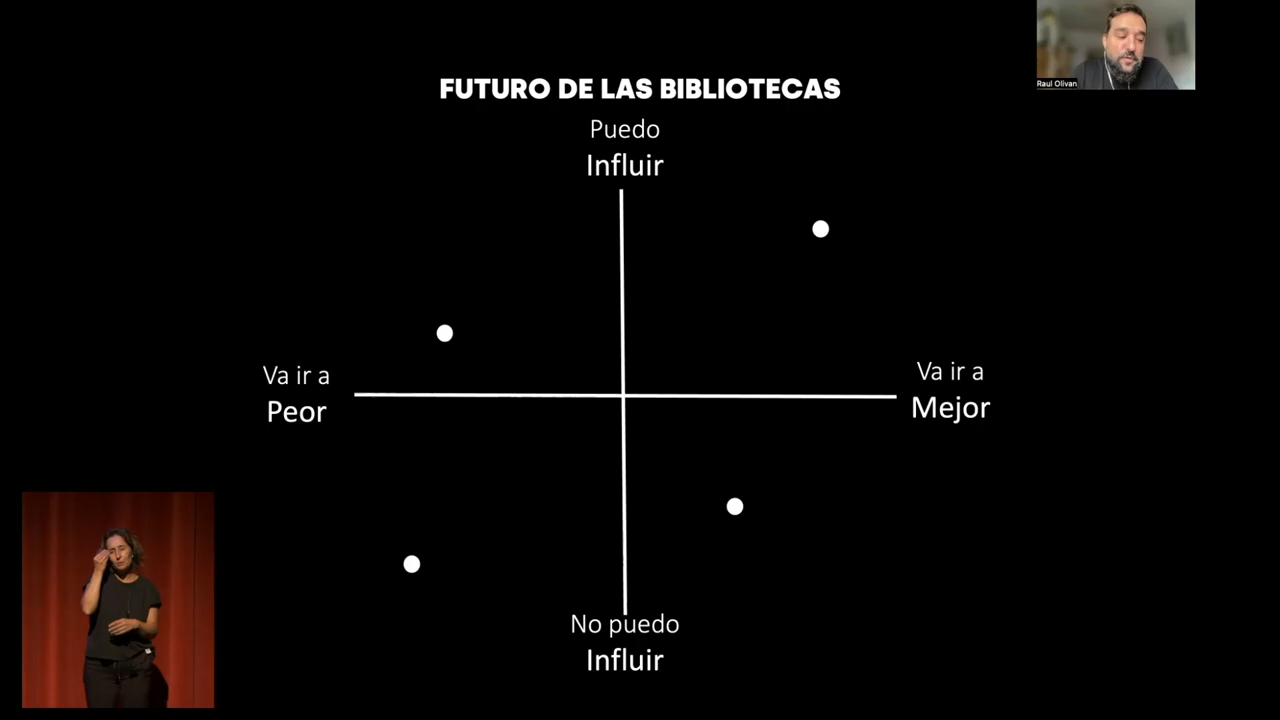 FUTURO DE LAS BIBLIOTECAS
Raul Olivan
Puedo
Influir
Va ir a
Peor
Va ir a
Mejor
No puedo
Influir